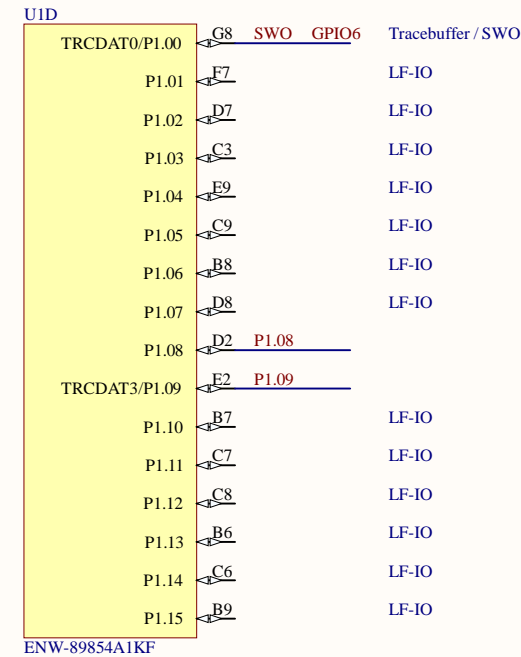 U1D
TRCDAT0/P1.00 G8 SWO GPIO6 Tracebuffer / SWO
P1.01 F7 LF-IO
P1.02 D7 LF-IO
P1.03 C3 LF-IO
P1.04 E9 LF-IO
P1.05 C9 LF-IO
P1.06 B8 LF-IO
P1.07 D8 LF-IO
P1.08 D2 P1.08
TRCDAT3/P1.09 E2 P1.09
P1.10 B7 LF-IO
P1.11 C7 LF-IO
P1.12 C8 LF-IO
P1.13 B6 LF-IO
P1.14 C6 LF-IO
P1.15 B9 LF-IO
ENW-89854A1KF